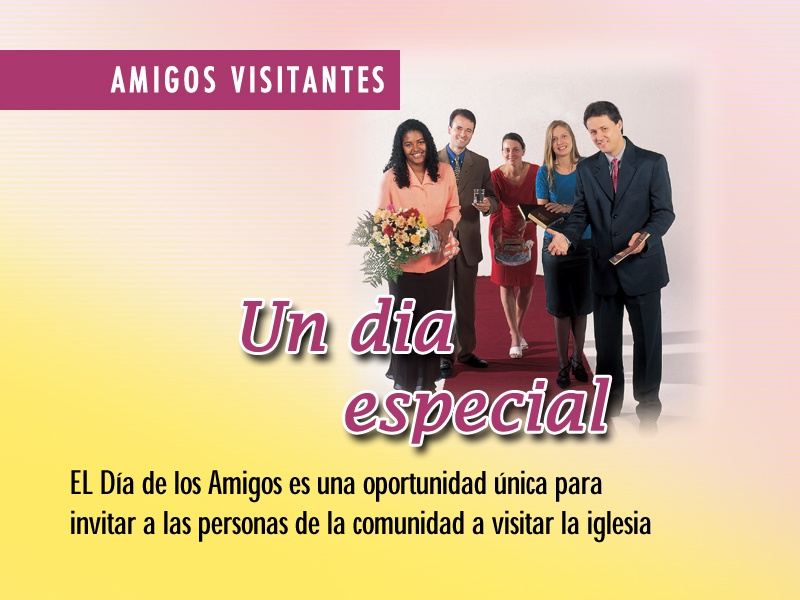 AMIGOS VISITANTES
Un dia
especial
EL Día de los Amigos es una oportunidad única para
invitar a las personas de la comunidad a visitar la iglesia